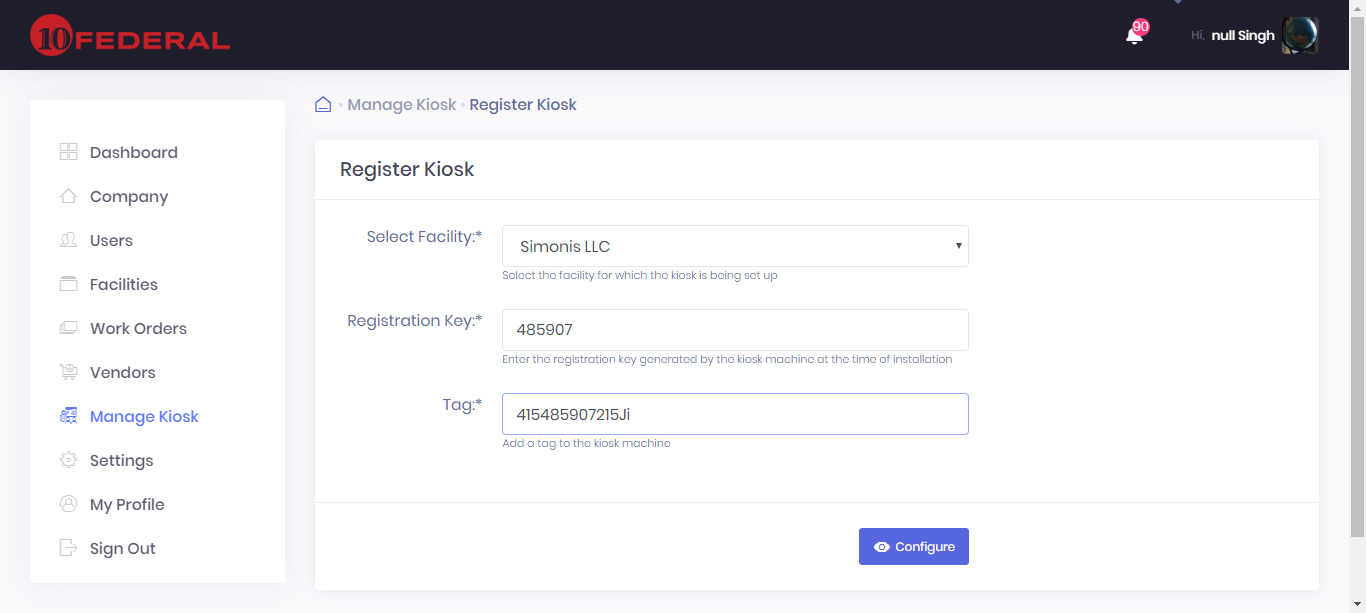 10 FEDERAL
90
Hi, null Singh
Manage Kiosk • Register Kiosk
Dashboard
Company
Users
Facilities
Work Orders
Vendors
Manage Kiosk
Settings
My Profile
Sign Out
Register Kiosk
Select Facility:*
Simonis LLC
Select the facility for which the kiosk is being set up
Registration Key:*
485907
Enter the registration key generated by the kiosk machine at the time of installation
Tag:*
415485907215Ji
Add a tag to the kiosk machine
Configure